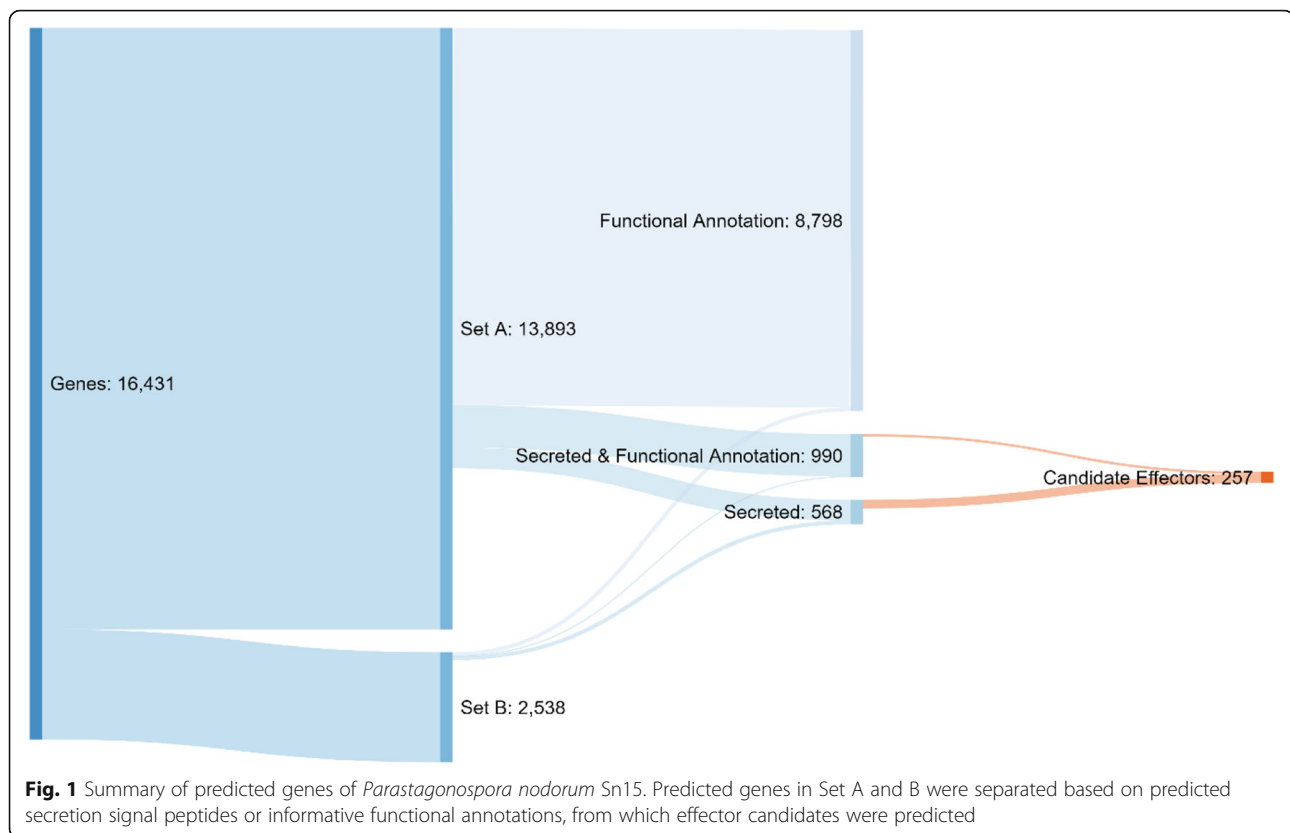 Functional Annotation: 8,798
Set A: 13,893
Genes: 16,431
Secreted & Functional Annotation: 990
Candidate Effectors: 257
Secreted: 568
Set B: 2,538
Fig. 1 Summary of predicted genes of Parastagonospora nodorum Sn15. Predicted genes in Set A and B were separated based on predicted
secretion signal peptides or informative functional annotations, from which effector candidates were predicted